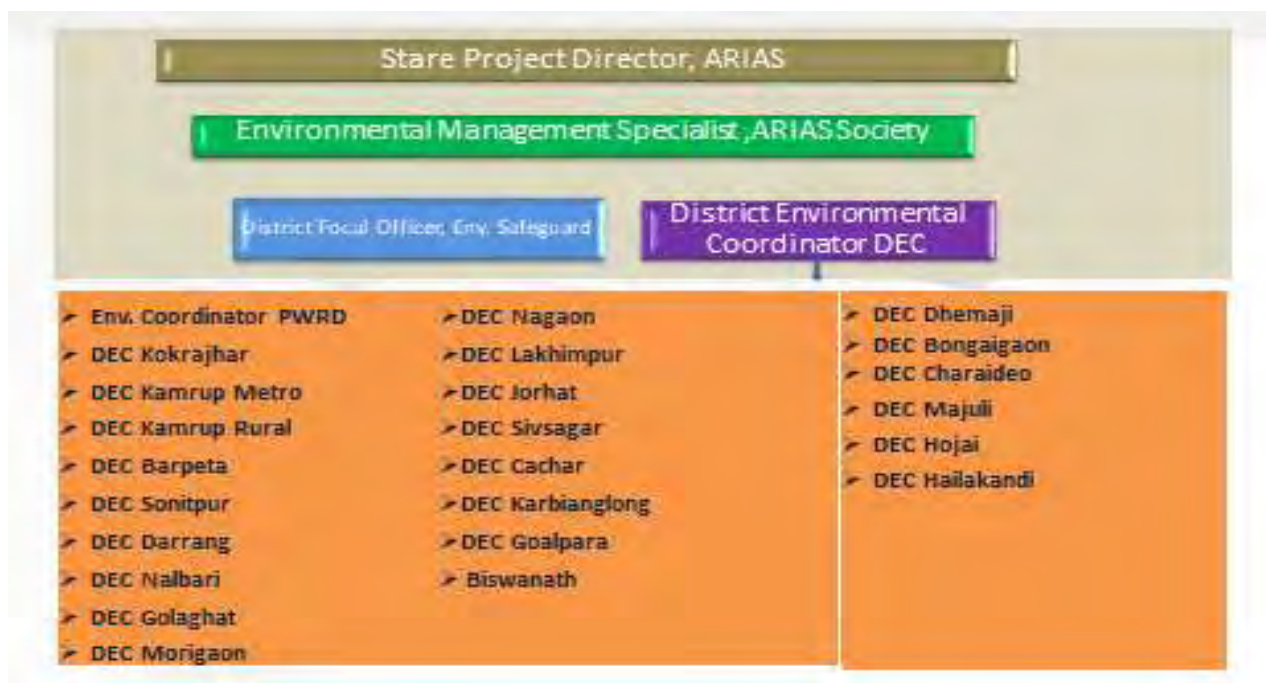 Stare Project Director, ARIAS
Environmental Management Specialist ,ARIAS Society
District Focal Officer, Env. Safeguard
District Environmental
Coordinator DEC
➢ Env. Coordinator PWRD
➢ DEC Kokrajhar
➢ DEC Kamrup Metro
➢ DEC Kamrup Rural
➢ DEC Barpeta
➢ DEC Sonitpur
➢ DEC Darrang
➢ DEC Nalbari
➢ DEC Golaghat
➢ DEC Morigaon
➢DEC Nagaon
➢DEC Lakhimpur
➢DEC Jorhat
➢DEC Sivsagar
➢DEC Cachar
➢DEC Karbianglong
➢DEC Goalpara
➢ Biswanath
➢ DEC Dhemaji
➢ DEC Bongaigaon
➢ DEC Charaideo
➢ DEC Majuli
➢ DEC Hojai
➢ DEC Hailakandi